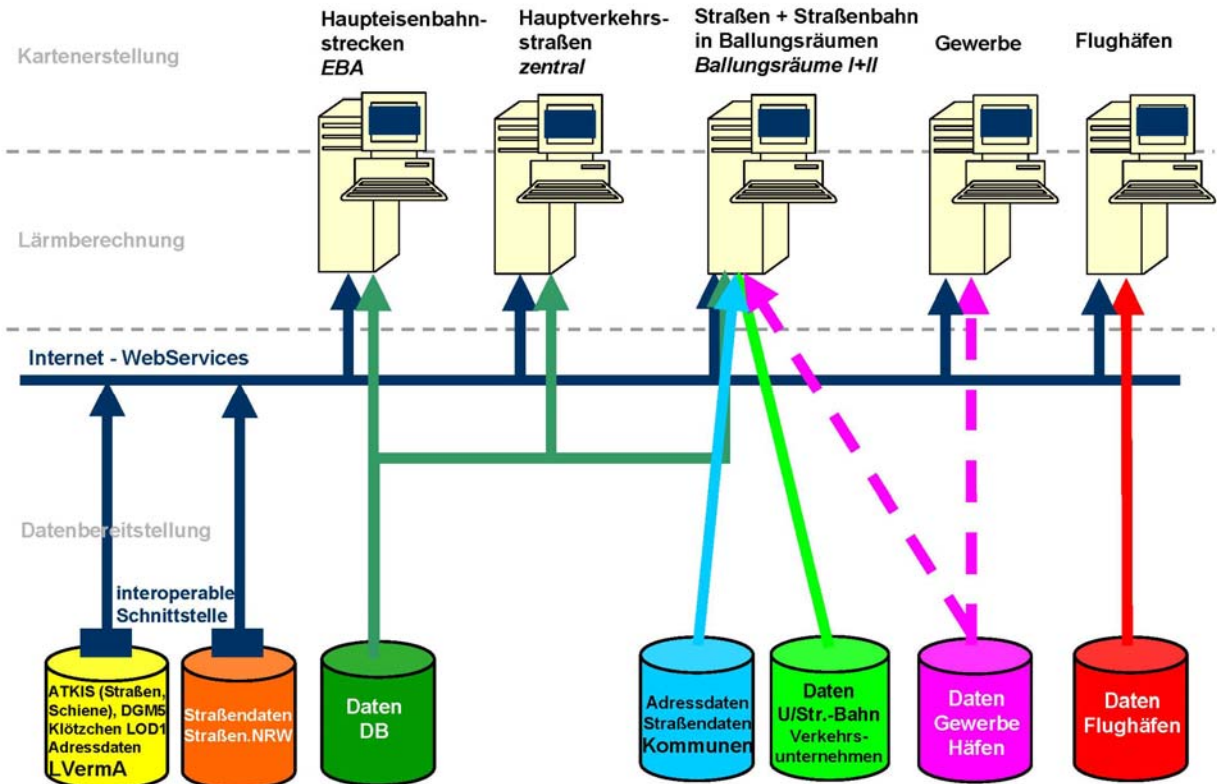 Kartenerstellung
Haupteisenbahn-
strecken
EBA
Hauptverkehrs-
straßen
zentral
Straßen + Straßenbahn
in Ballungsräumen
Ballungsräume I+II
Gewerbe
Flughäfen
Lärmberechnung
Internet - WebServices
Datenbereitstellung
interoperable
Schnittstelle
ATKIS (Straßen,
Schiene), DGM5
Klötzchen LOD1
Adressdaten
LVermA
Straßendaten
Straßen.NRW
Daten
DB
Adressdaten
Straßendaten
Kommunen
Daten
U/Str.-Bahn
Verkehrs-
unternehmen
Daten
Gewerbe
Häfen
Daten
Flughäfen